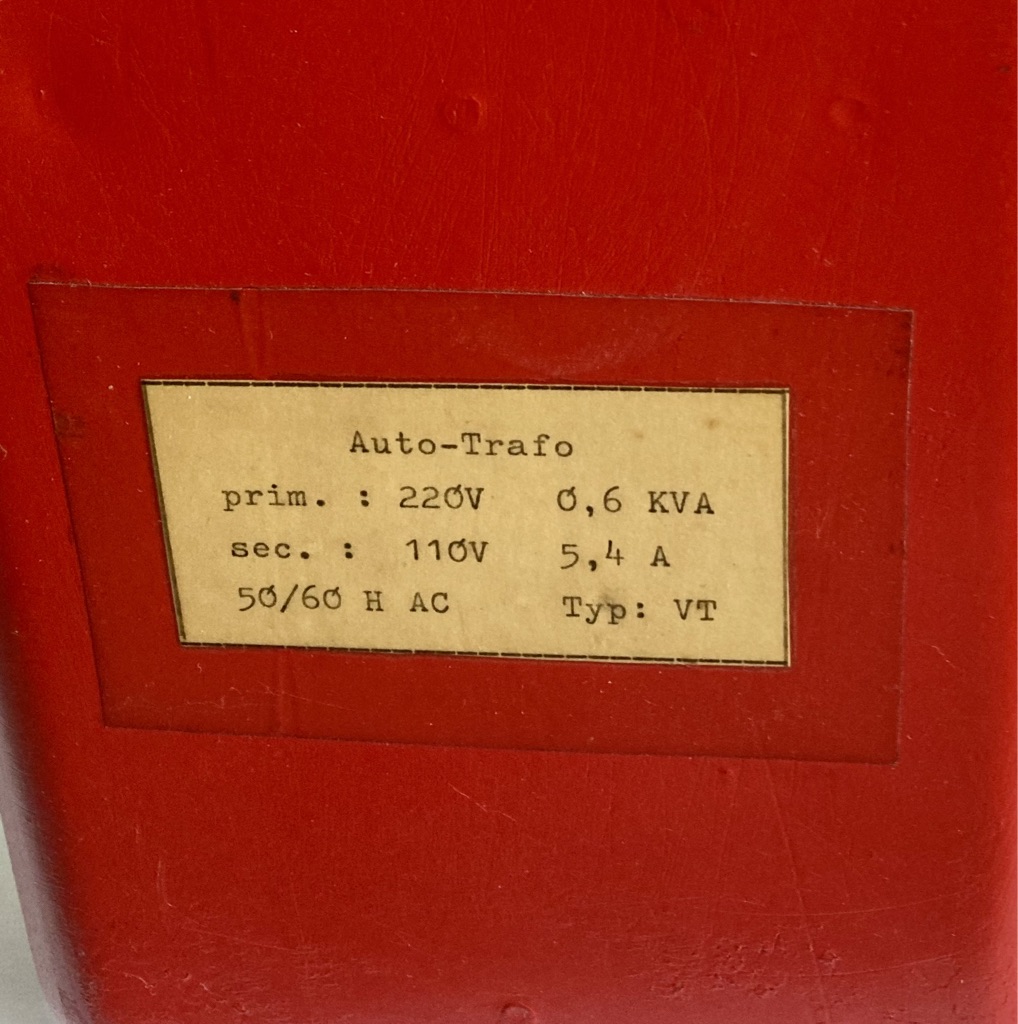 Auto-Trafo
prim. : 220V 0,6 KVA
sec. : 110V 5,4 A
50/60 H AC Typ: VT